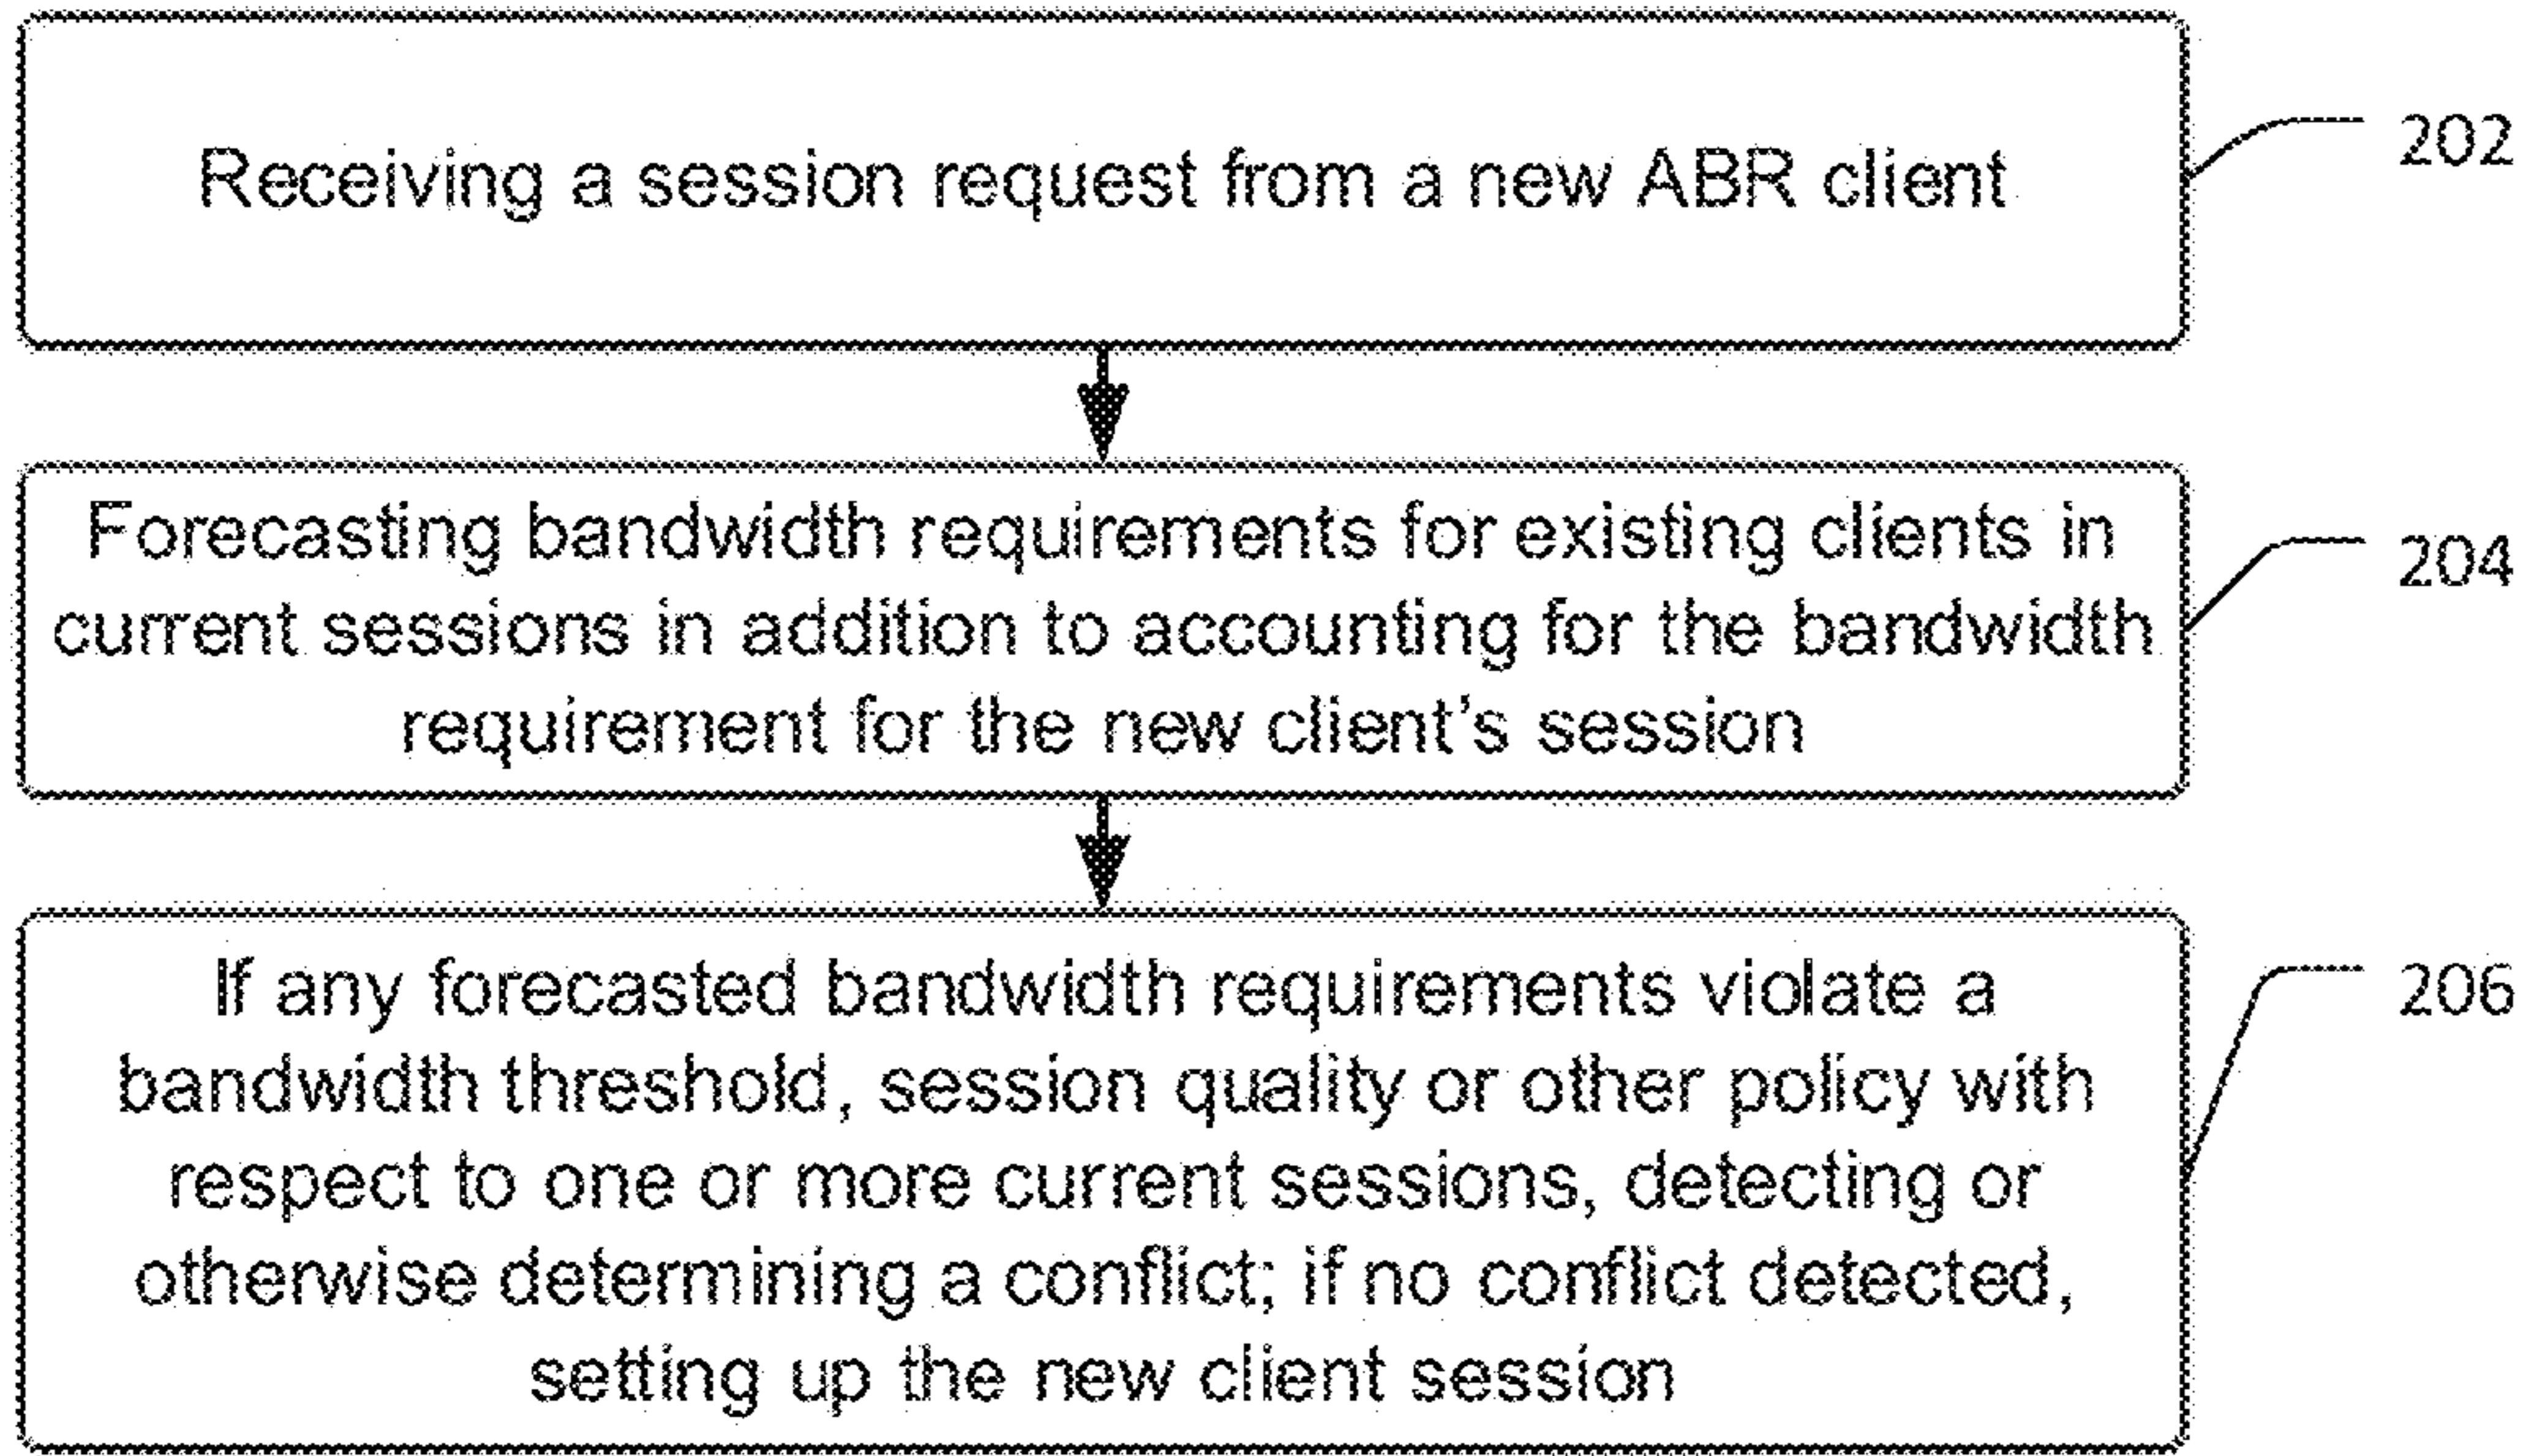 Receiving a session request from a new ABR client
202
Forecasting bandwidth requirements for existing clients in
current sessions in addition to accounting for the bandwidth
requirement for the new client's session
204
If any forecasted bandwidth requirements violate a
bandwidth threshold, session quality or other policy with
respect to one or more current sessions, detecting or
otherwise determining a conflict; if no conflict detected,
setting up the new client session
206